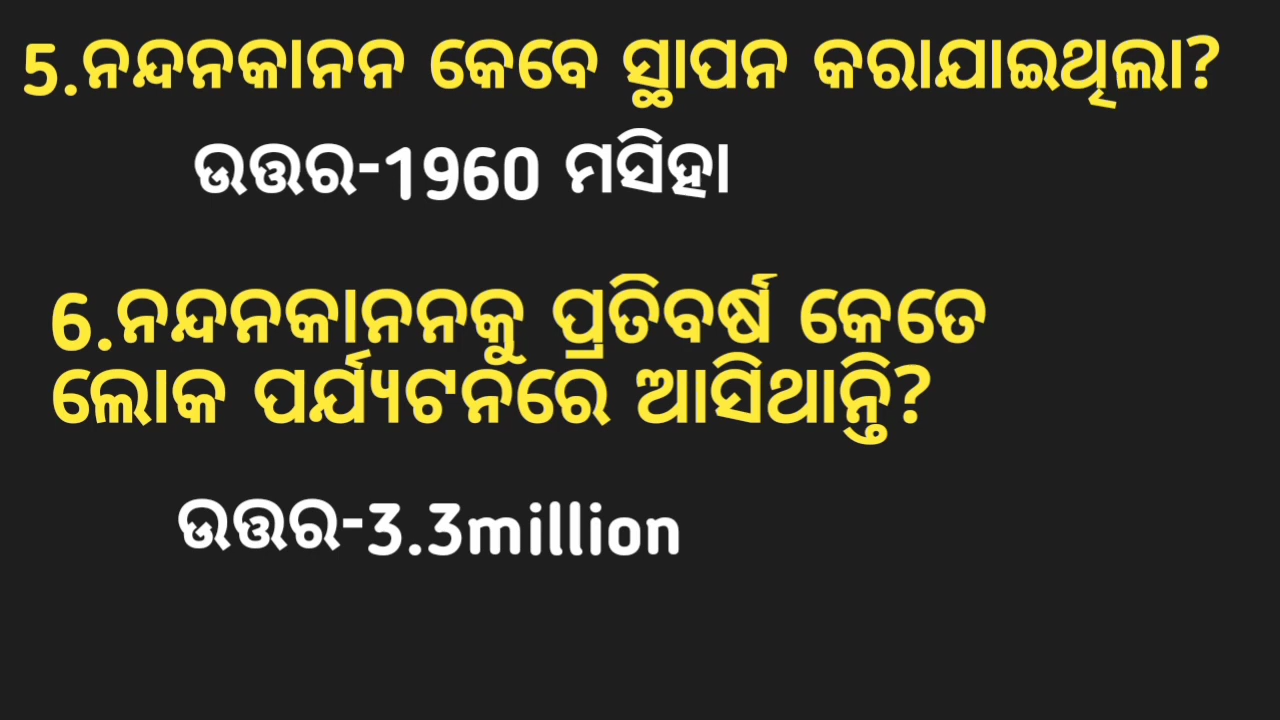 5.ନନ୍ଦନକାନନ କେବେ ସ୍ଥାପନ କରାଯାଇଥିଲା?
ଉତ୍ତର-1960 ମସିହା
6.ନନ୍ଦନକାନନକୁ ପ୍ରତିବର୍ଷ କେତେ
ଲୋକ ପର୍ଯ୍ୟଟନରେ ଆସିଥାନ୍ତି?
ଉତ୍ତର-3.3million